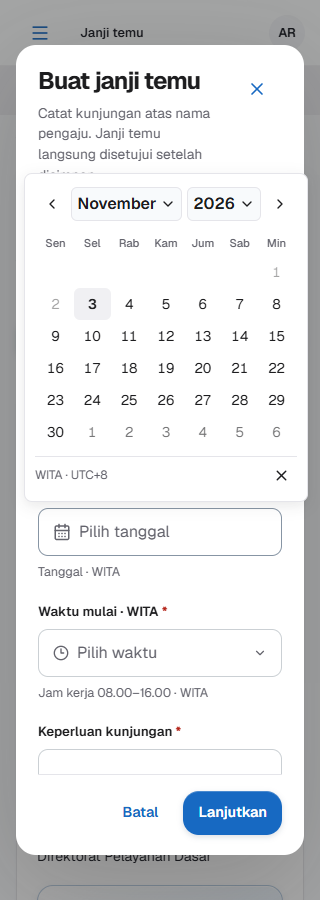 Janji temu
AR
Buat janji temu
Catat kunjungan atas nama
pengaju. Janji temu
langsung disetujui setelah
November
2026
Sen Sel Rab Kam Jum Sab Min
1
2 3 4 5 6 7 8
9 10 11 12 13 14 15
16 17 18 19 20 21 22
23 24 25 26 27 28 29
30 1 2 3 4 5 6
WITA · UTC+8
Pilih tanggal
Tanggal · WITA
Waktu mulai · WITA *
Pilih waktu
Jam kerja 08.00–16.00 · WITA
Keperluan kunjungan *
Batal
Lanjutkan
Direktorat Pelayanan Dasar